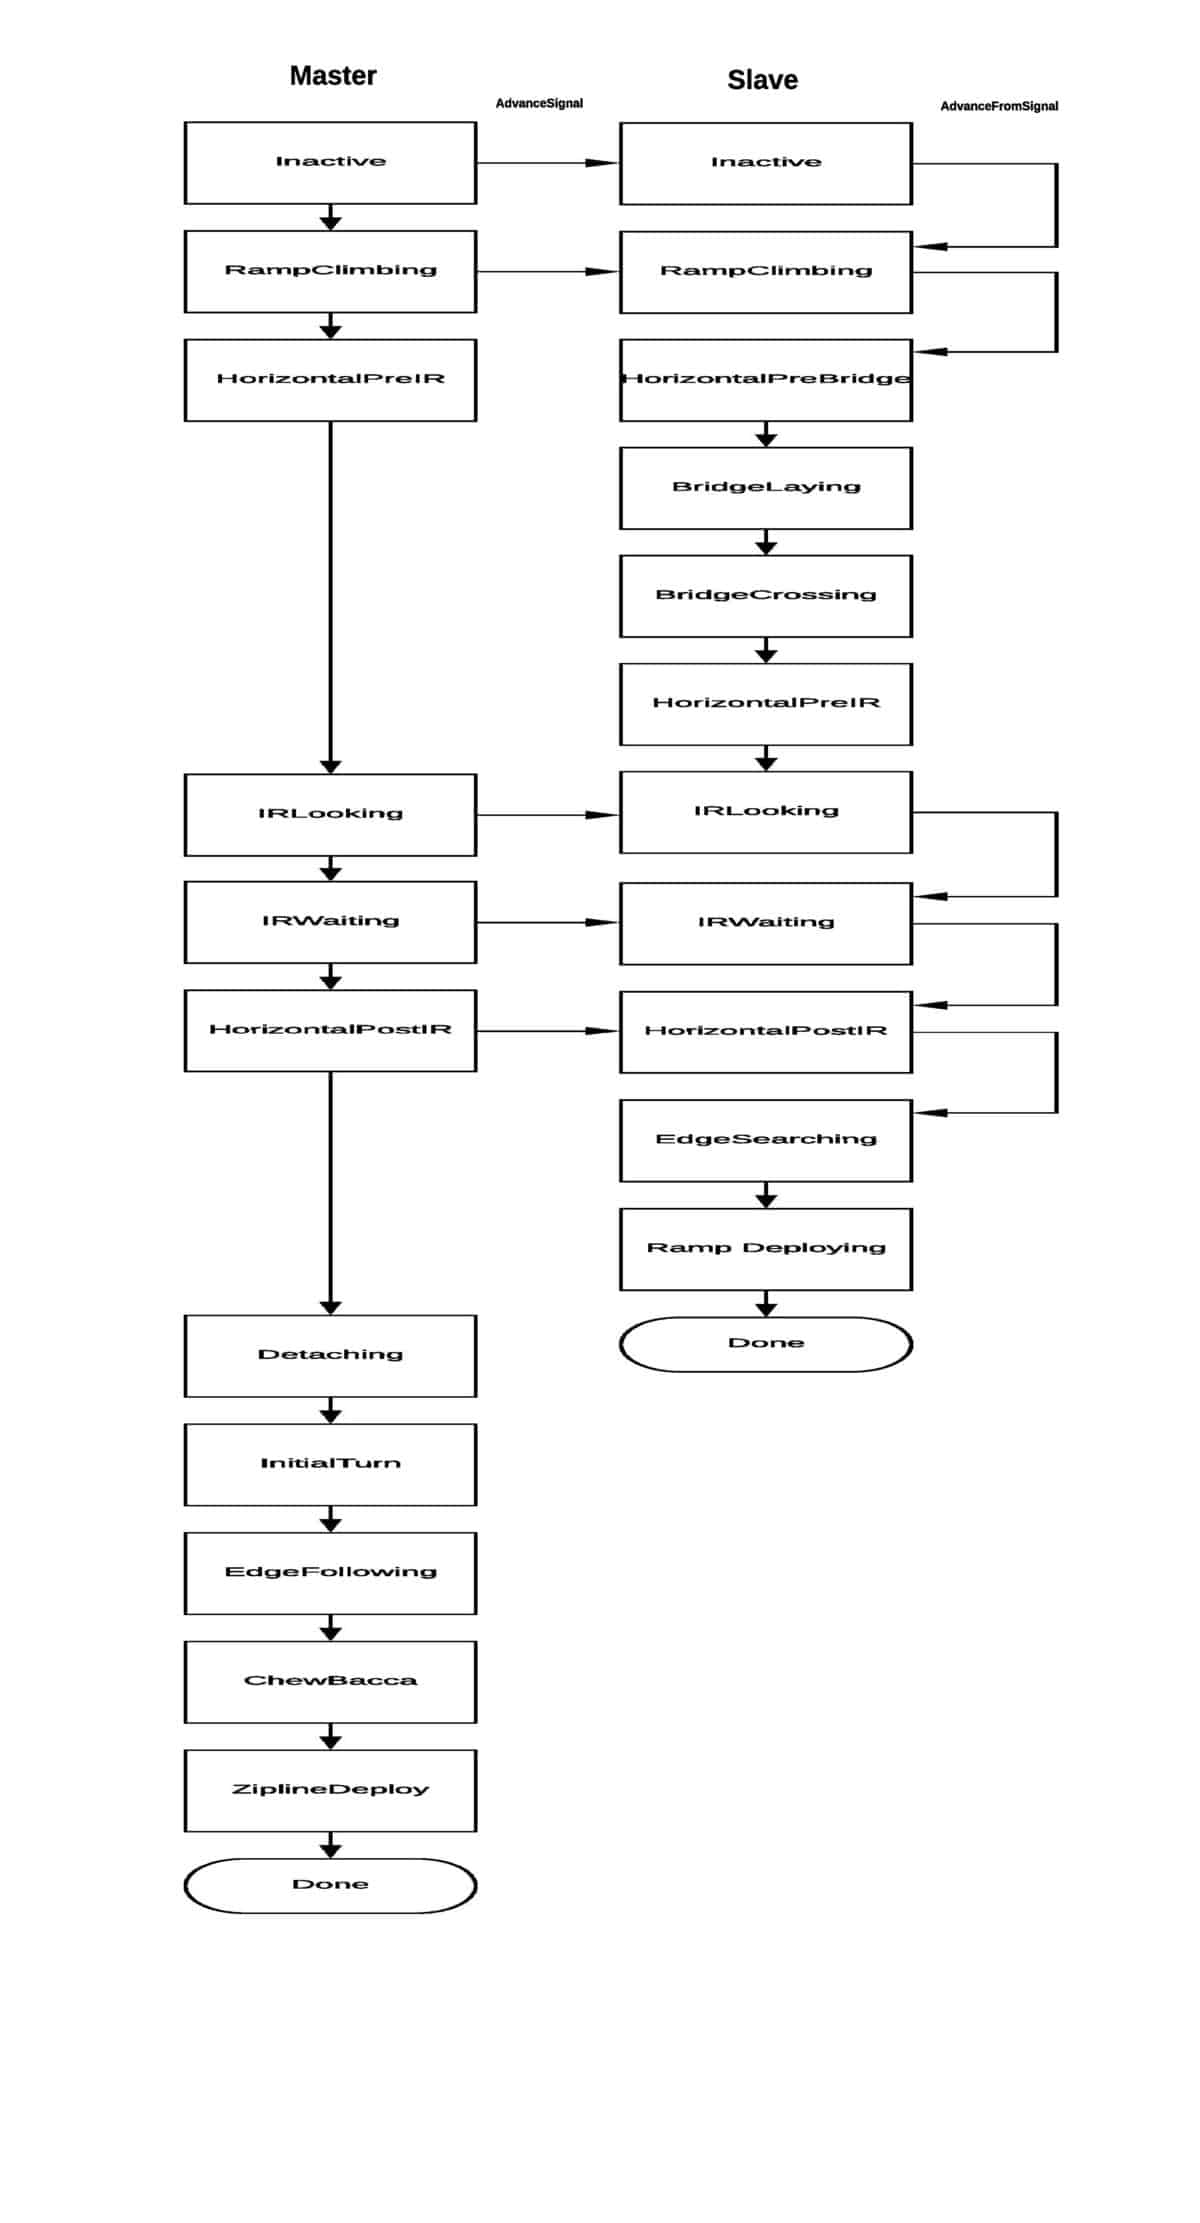 Master
Slave
AdvanceSignal
AdvanceFromSignal
Inactive
Inactive
RampClimbing
RampClimbing
HorizontalPreIR
HorizontalPreBridge
BridgeLaying
BridgeCrossing
HorizontalPreIR
IRLooking
IRLooking
IRWaiting
IRWaiting
HorizontalPostIR
HorizontalPostIR
EdgeSearching
Ramp Deploying
Done
Detaching
InitialTurn
EdgeFollowing
ChewBacca
ZiplineDeploy
Done